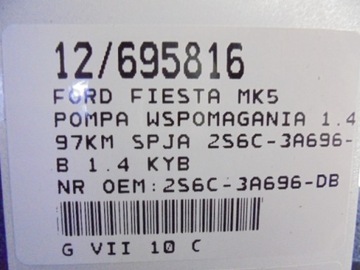 12/695816
FORD FIESTA MK5
POMPA WSPOMAGANIA 1.4
97KM SPJA 2S6C-3A696-
B 1.4 KYB
NR OEM:2S6C-3A696-DB
G VII 10 C